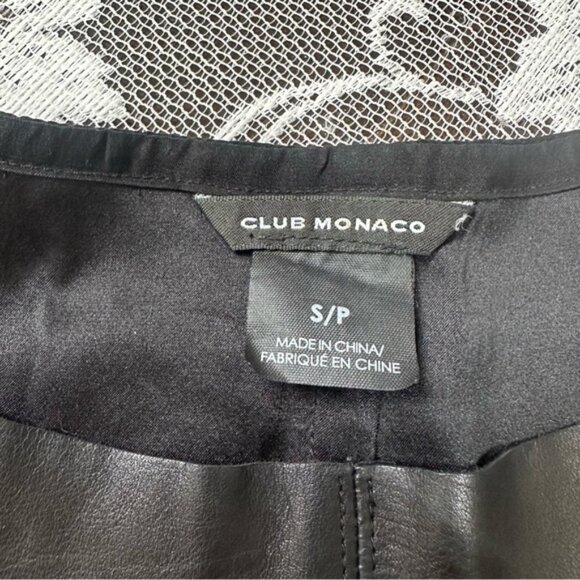 CLUB MONACO
S/P
MADE IN CHINA/
FABRIQUÉ EN CHINE